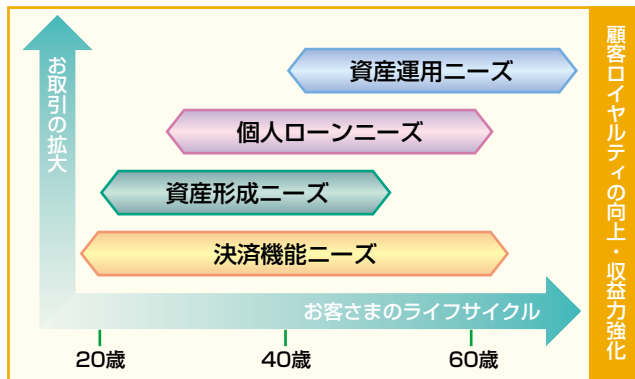 お取引の拡大
資産運用ニーズ
個人ローンニーズ
資産形成ニーズ
決済機能ニーズ
お客さまのライフサイクル
20歳
40歳
60歳
顧客ロイヤルティの向上・収益力強化